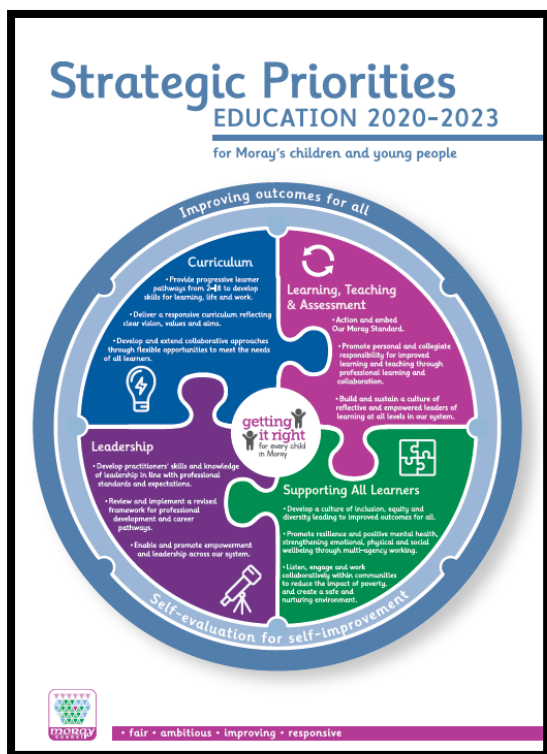 Strategic Priorities
EDUCATION 2020-2023
for Moray's children and young people
Improving outcomes for all
Curriculum
• Provide progressive learner
pathways from to develop
skills for learning, life and work.
• Deliver a responsive curriculum reflecting
clear vision, values and aims.
• Develop and extend collaborative approaches
through flexible opportunities to meet the needs
of all learners.
Learning, Teaching
& Assessment
• Action and embed
Our Moray Standard.
• Promote personal and collegiate
responsibility for improved
learning and teaching through
professional learning and
collaboration.
• Build and sustain a culture of
reflective and empowered leaders of
learning at all levels in our system.
getting
it right
for every child
in Moray
Leadership
• Develop practitioners' skills and knowledge
of leadership in line with professional
standards and expectations.
• Review and implement a revised
framework for professional
development and career
pathways.
• Enable and promote empowerment
and leadership across our system.
Supporting All Learners
• Develop a culture of inclusion, equity and
diversity leading to improved outcomes for all.
• Promote resilience and positive mental health,
strengthening emotional, physical and social
wellbeing through multi-agency working.
• Listen, engage and work
collaboratively within communities
to reduce the impact of poverty,
and create a safe and
nurturing environment.
Self-evaluation for self-improvement
moray
council
• fair • ambitious • improving • responsive